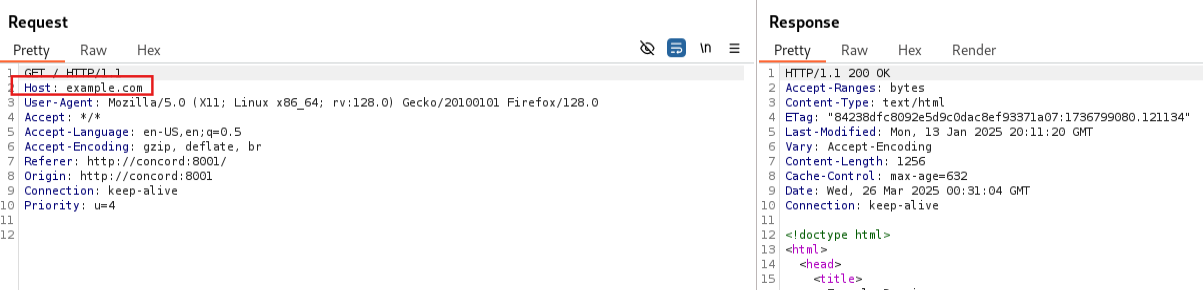 Request
Pretty Raw Hex
\n
1 GET / HTTP/1.1
2 Host: example.com
3 User-Agent: Mozilla/5.0 (X11; Linux x86_64; rv:128.0) Gecko/20100101 Firefox/128.0
4 Accept: */*
5 Accept-Language: en-US,en;q=0.5
6 Accept-Encoding: gzip, deflate, br
7 Referer: http://concord:8001/
8 Origin: http://concord:8001
9 Connection: keep-alive
10 Priority: u=4
11
12
Response
Pretty Raw Hex Render
1 HTTP/1.1 200 OK
2 Accept-Ranges: bytes
3 Content-Type: text/html
4 ETag: "84238dfc8092e5d9c0dac8ef93371a07:1736799080.121134"
5 Last-Modified: Mon, 13 Jan 2025 20:11:20 GMT
6 Vary: Accept-Encoding
7 Content-Length: 1256
8 Cache-Control: max-age=632
9 Date: Wed, 26 Mar 2025 00:31:04 GMT
10 Connection: keep-alive
11
12 <!doctype html>
13 <html>
14 <head>
15 <title>